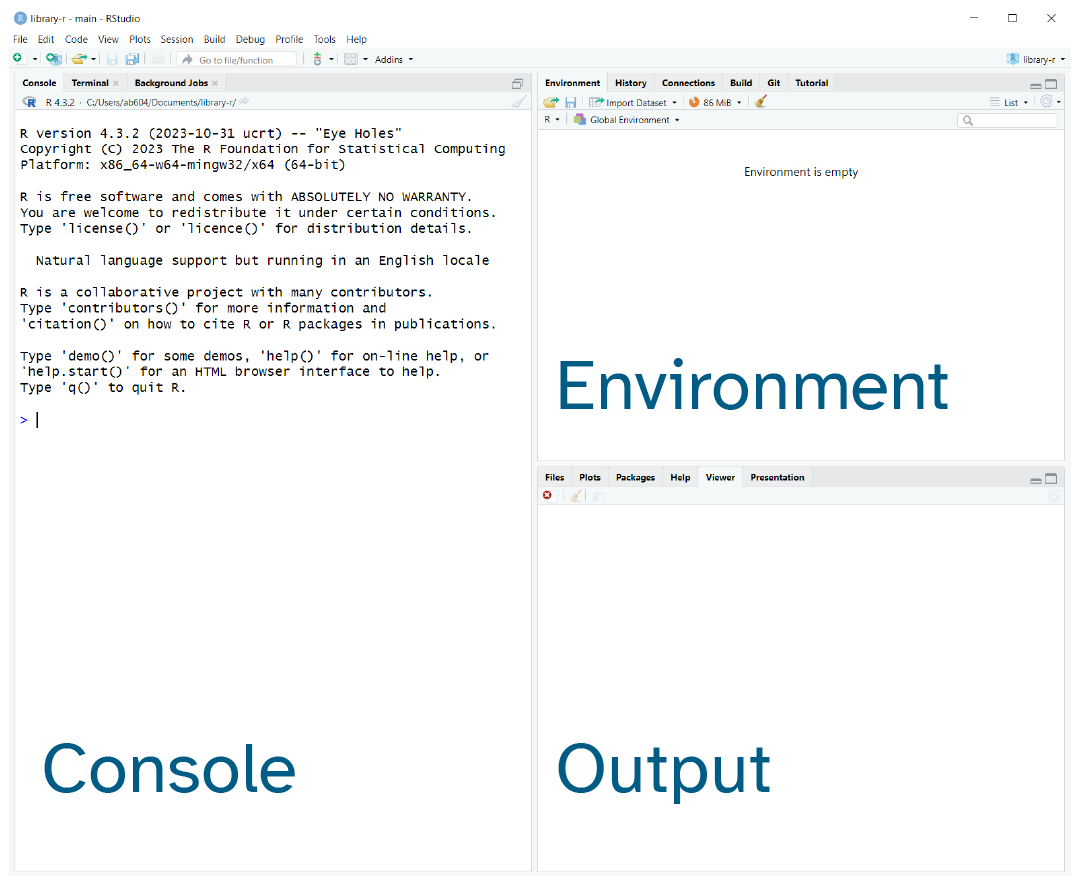 library-r - main - RStudio
File Edit Code View Plots Session Build Debug Profile Tools Help
Go to file/function Addins library-r
Console Terminal Background Jobs
R 4.3.2 · C:/Users/ab604/Documents/library-r/
R version 4.3.2 (2023-10-31 ucrt) -- "Eye Holes"
Copyright (C) 2023 The R Foundation for Statistical Computing
Platform: x86_64-w64-mingw32/x64 (64-bit)
R is free software and comes with ABSOLUTELY NO WARRANTY.
You are welcome to redistribute it under certain conditions.
Type 'license()' or 'licence()' for distribution details.
Natural language support but running in an English locale
R is a collaborative project with many contributors.
Type 'contributors()' for more information and
'citation()' on how to cite R or R packages in publications.
Type 'demo()' for some demos, 'help()' for on-line help, or
'help.start()' for an HTML browser interface to help.
Type 'q()' to quit R.
>
Console
Environment History Connections Build Git Tutorial
Import Dataset 86 MiB List
R Global Environment
Environment is empty
Environment
Files Plots Packages Help Viewer Presentation
Output